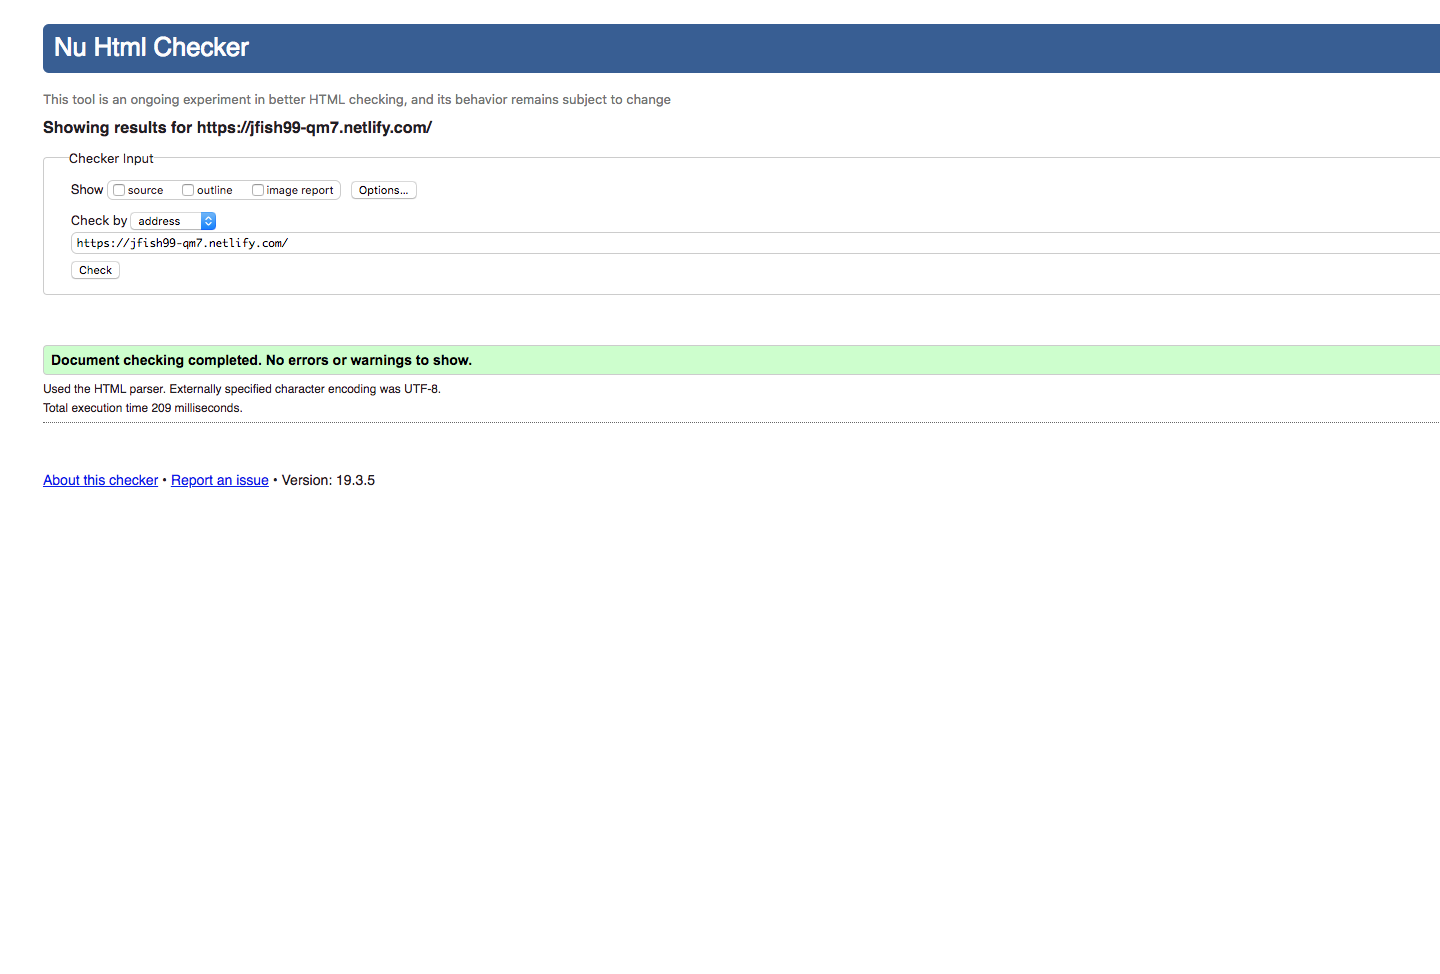 Nu Html Checker
This tool is an ongoing experiment in better HTML checking, and its behavior remains subject to change
Showing results for https://jfish99-qm7.netlify.com/
Checker Input
Show source outline image report Options...
Check by address
https://jfish99-qm7.netlify.com/
Check
Document checking completed. No errors or warnings to show.
Used the HTML parser. Externally specified character encoding was UTF-8.
Total execution time 209 milliseconds.
About this checker • Report an issue • Version: 19.3.5